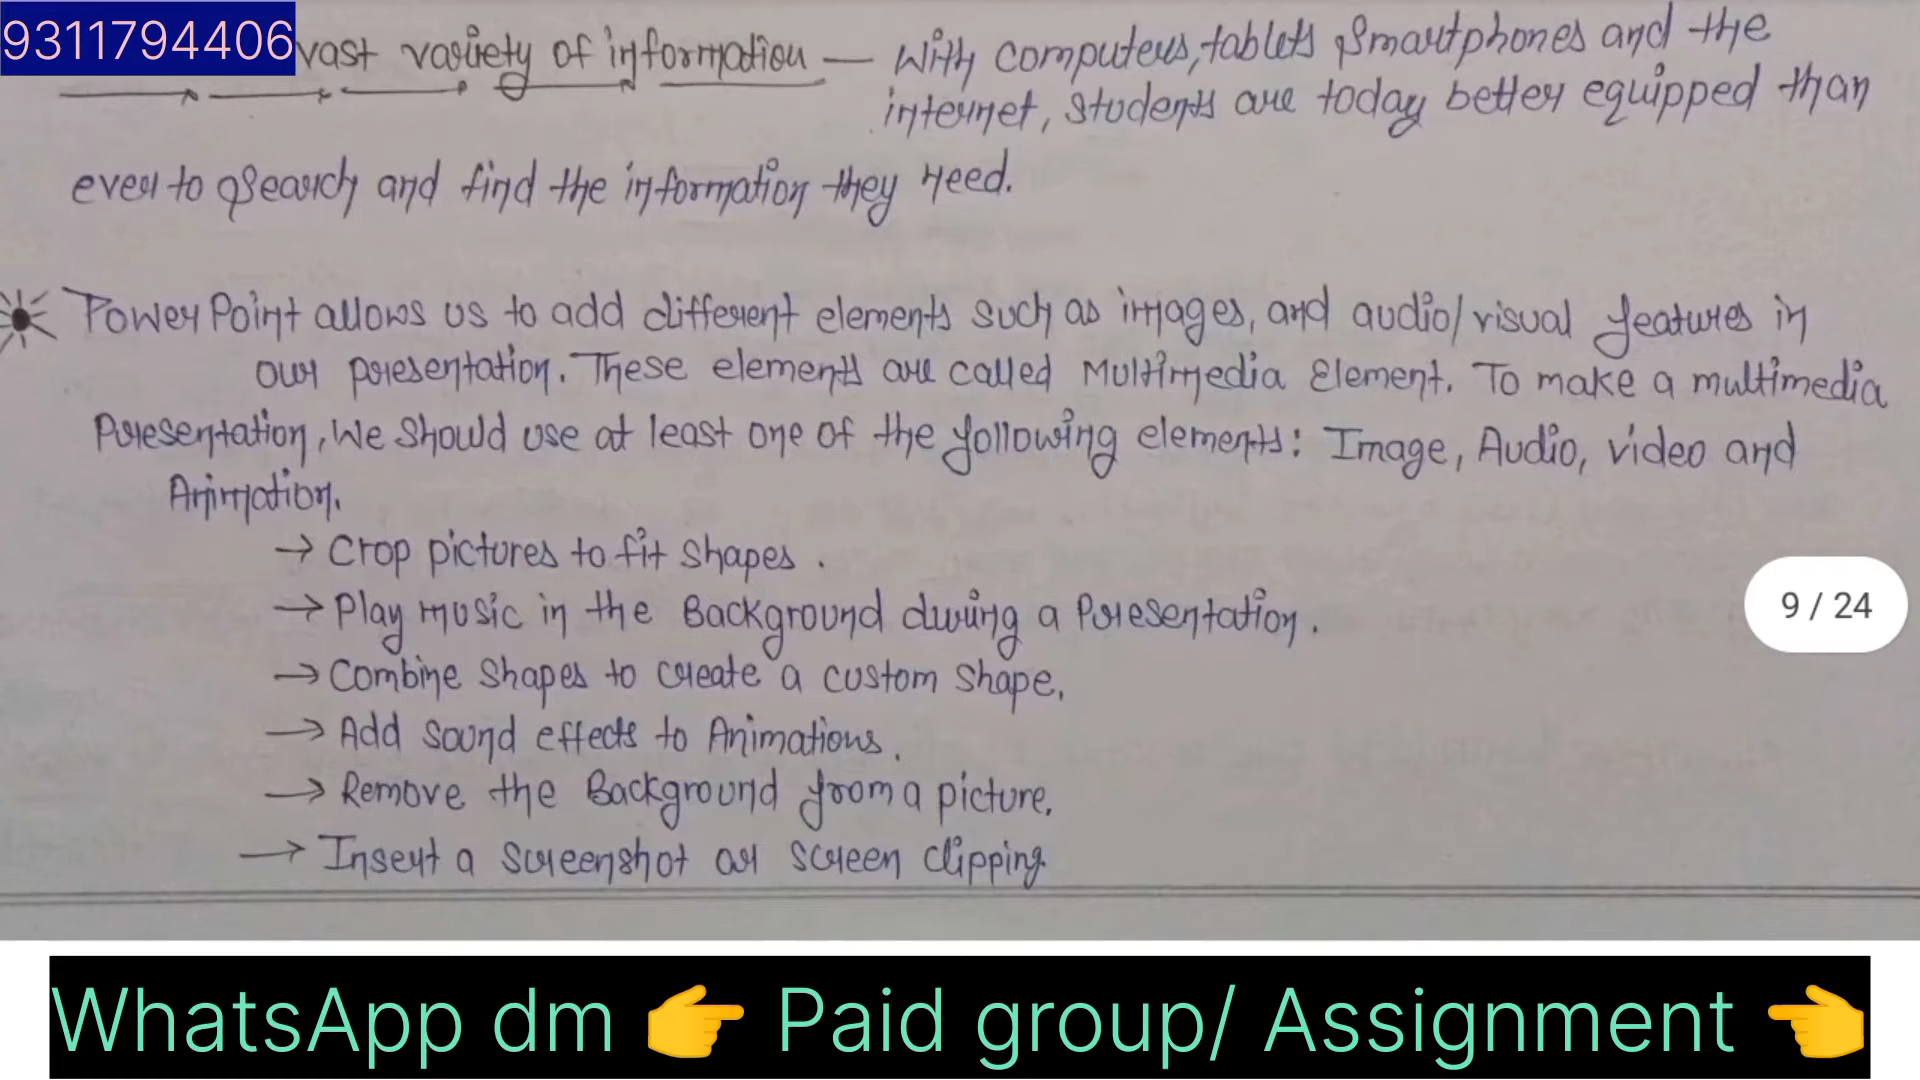 9311794406
vast variety of information — With computers, tablets smartphones and the
internet, students are today better equipped than
ever to search and find the information they need.
PowerPoint allows us to add different elements such as images, and audio/visual features in
our presentation. These elements are called Multimedia Element. To make a multimedia
Presentation, We should use at least one of the following elements: Image, Audio, video and
Animation.
→ Crop pictures to fit shapes.
→ Play music in the Background during a Presentation.
→ Combine shapes to create a custom shape,
→ Add sound effects to Animations.
→ Remove the Background from a picture.
→ Insert a screenshot or screen clipping
9 / 24
WhatsApp dm 👉 Paid group/ Assignment 👈